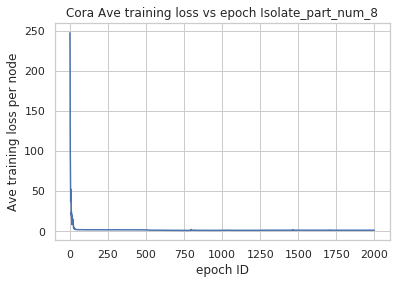 Cora Ave training loss vs epoch Isolate_part_num_8
Ave training loss per node
250
200
150
100
50
0
0 250 500 750 1000 1250 1500 1750 2000
epoch ID